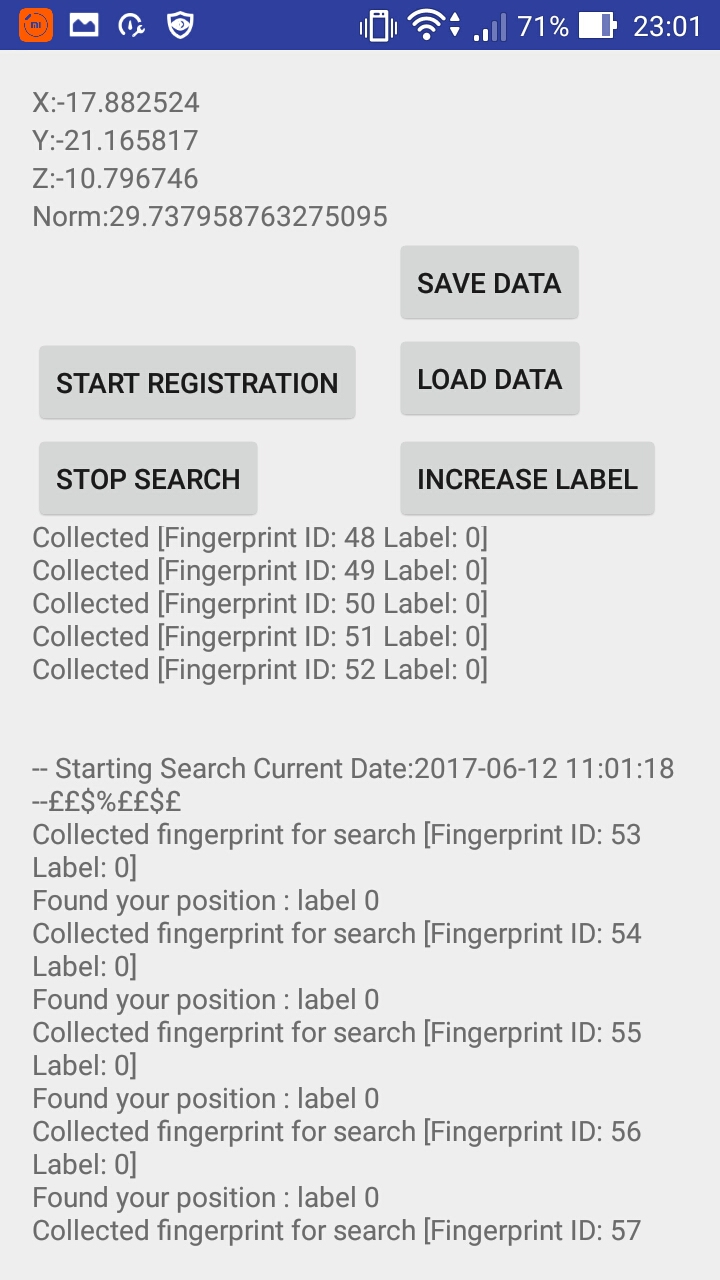 mi
71%
23:01
X:-17.882524
Y:-21.165817
Z:-10.796746
Norm:29.737958763275095
SAVE DATA
START REGISTRATION
LOAD DATA
STOP SEARCH
INCREASE LABEL
Collected [Fingerprint ID: 48 Label: 0]
Collected [Fingerprint ID: 49 Label: 0]
Collected [Fingerprint ID: 50 Label: 0]
Collected [Fingerprint ID: 51 Label: 0]
Collected [Fingerprint ID: 52 Label: 0]
-- Starting Search Current Date:2017-06-12 11:01:18
--££$%££$£
Collected fingerprint for search [Fingerprint ID: 53
Label: 0]
Found your position : label 0
Collected fingerprint for search [Fingerprint ID: 54
Label: 0]
Found your position : label 0
Collected fingerprint for search [Fingerprint ID: 55
Label: 0]
Found your position : label 0
Collected fingerprint for search [Fingerprint ID: 56
Label: 0]
Found your position : label 0
Collected fingerprint for search [Fingerprint ID: 57